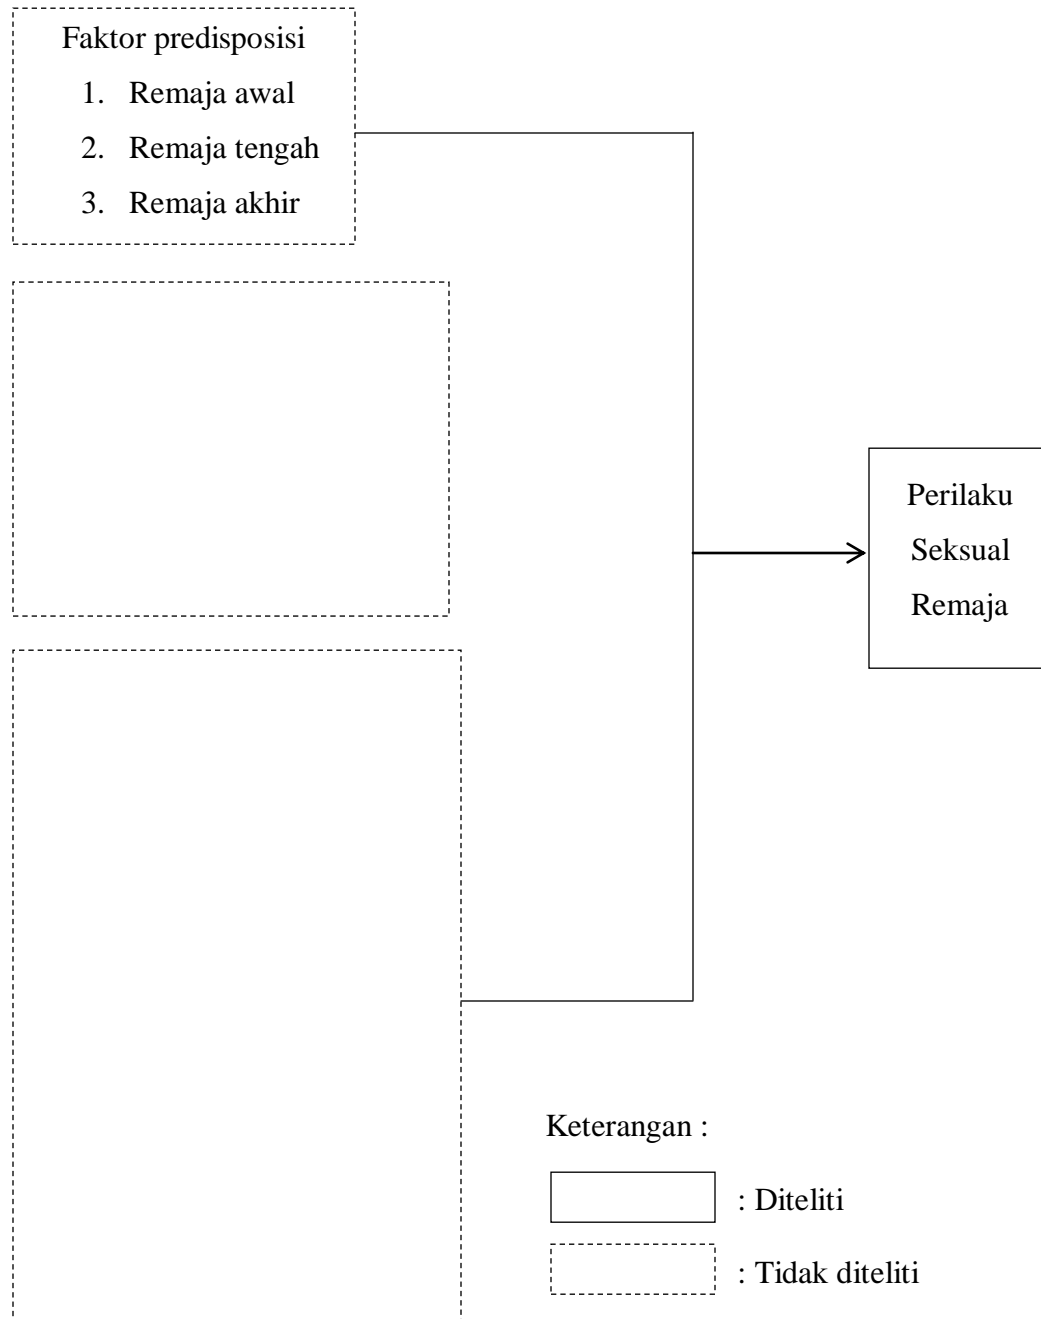 Faktor predisposisi
1. Remaja awal
2. Remaja tengah
3. Remaja akhir
Perilaku
Seksual
Remaja
Keterangan :
: Diteliti
: Tidak diteliti